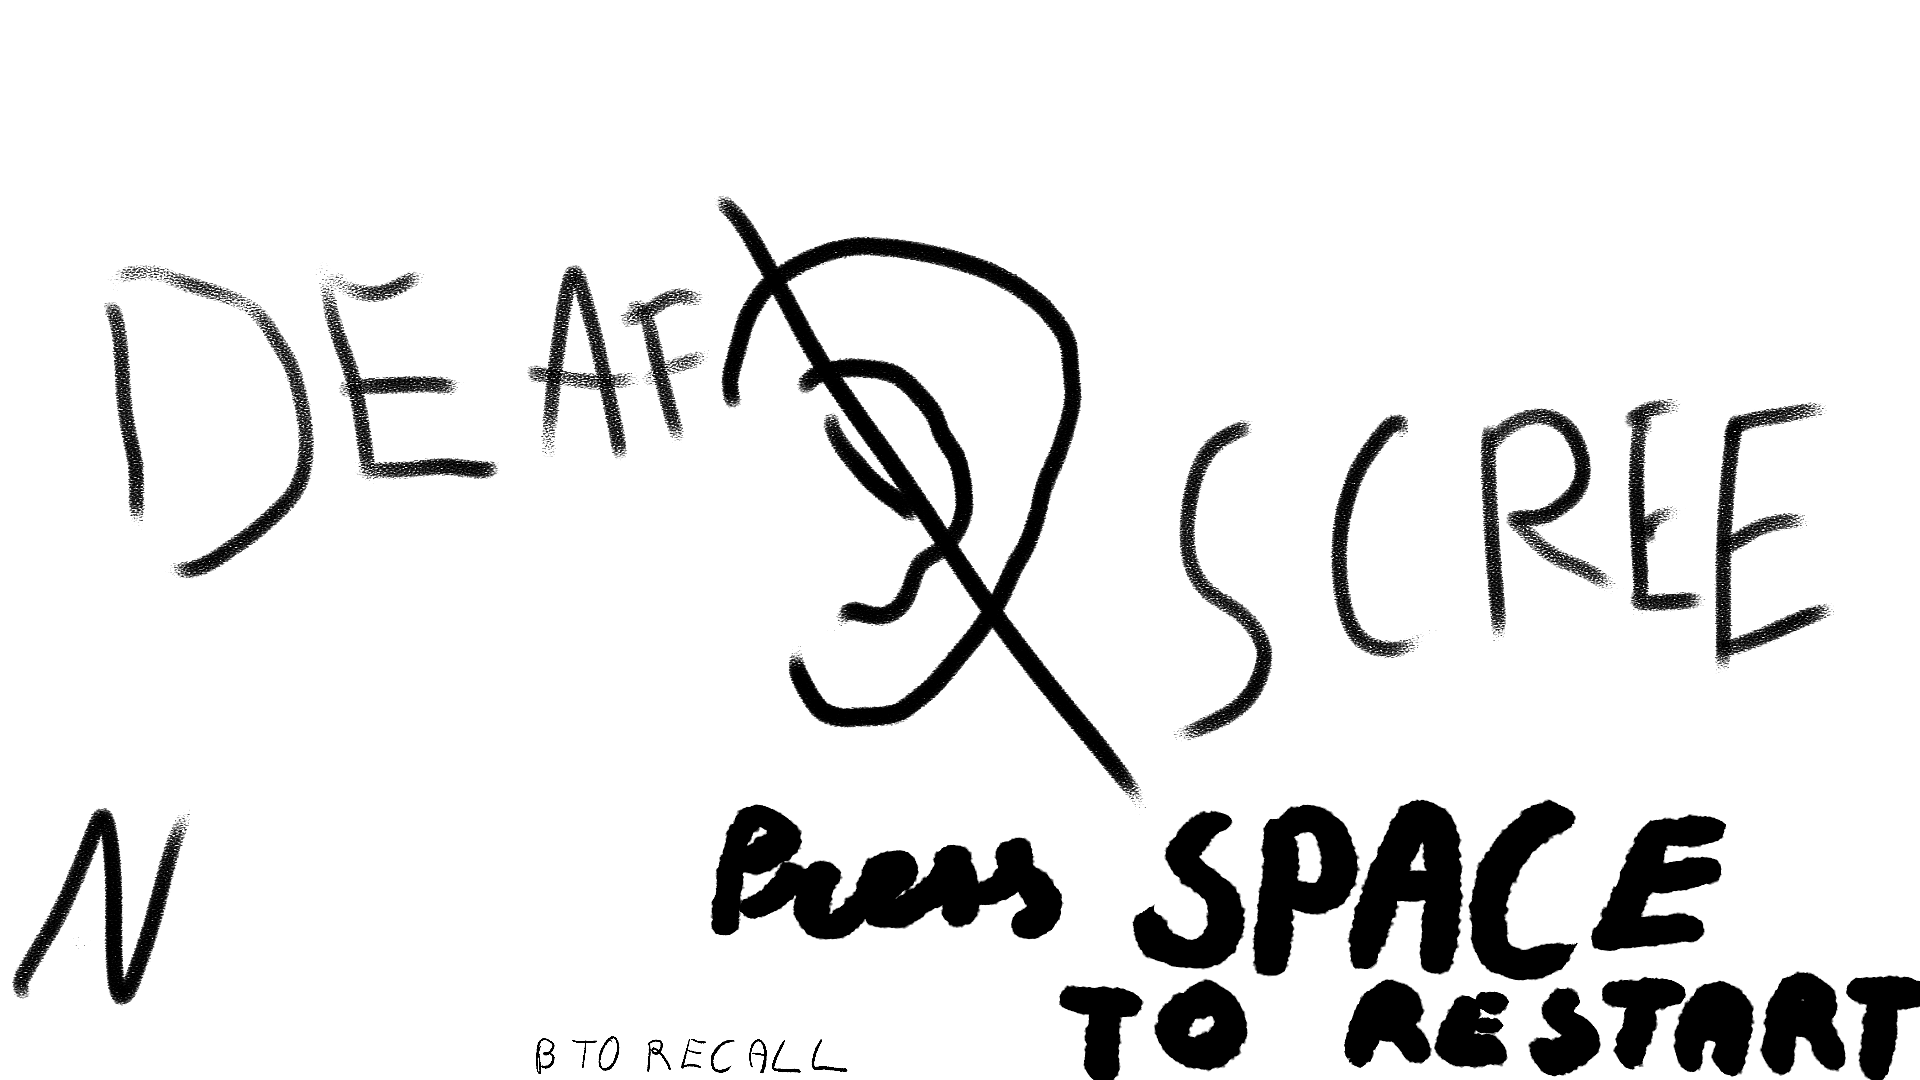 DEAF SCREE
N
Press SPACE
TO RESTART
B TO RECALL